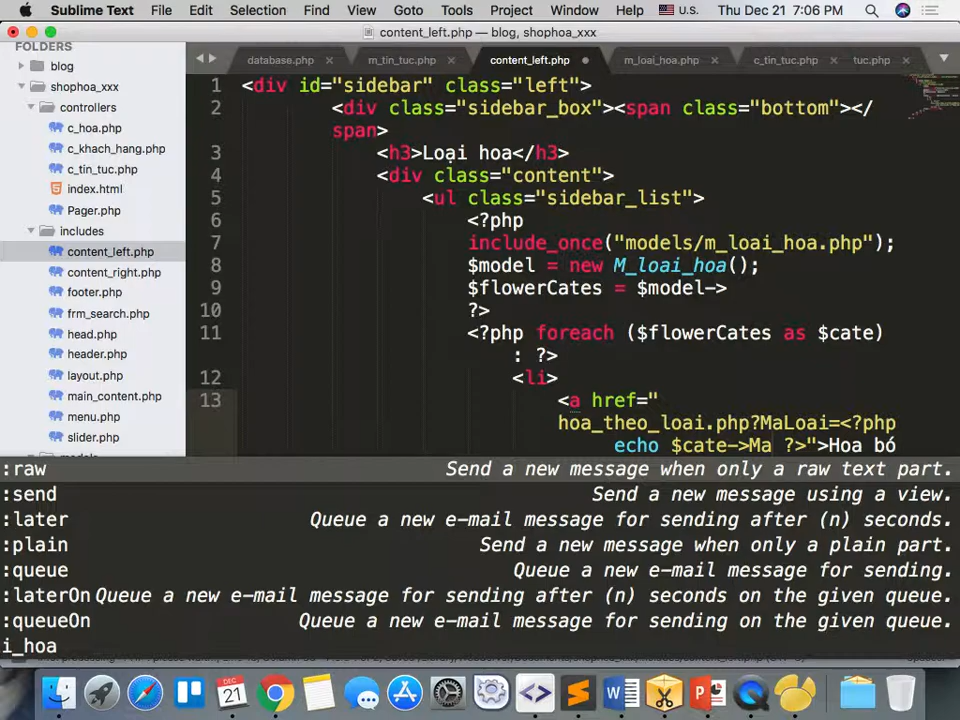 Sublime Text File Edit Selection Find View Goto Tools Project Window Help U.S. Thu Dec 21 7:06 PM
content_left.php — blog, shophoa_xxx
FOLDERS
blog
shophoa_xxx
controllers
c_hoa.php
c_khach_hang.php
c_tin_tuc.php
index.html
Pager.php
includes
content_left.php
content_right.php
footer.php
frm_search.php
head.php
header.php
layout.php
main_content.php
menu.php
slider.php
database.php × m_tin_tuc.php × content_left.php m_loai_hoa.php × c_tin_tuc.php × tuc.php ×
1 <div id="sidebar" class="left">
2 <div class="sidebar_box"><span class="bottom"></
span>
3 <h3>Loại hoa</h3>
4 <div class="content">
5 <ul class="sidebar_list">
6 <?php
7 include_once("models/m_loai_hoa.php");
8 $model = new M_loai_hoa();
9 $flowerCates = $model->
10 ?>
11 <?php foreach ($flowerCates as $cate)
: ?>
12 <li>
13 <a href="
hoa_theo_loai.php?MaLoai=<?php
echo $cate->Ma ?>">Hoa bó
:raw Send a new message when only a raw text part.
:send Send a new message using a view.
:later Queue a new e-mail message for sending after (n) seconds.
:plain Send a new message when only a plain part.
:queue Queue a new e-mail message for sending.
:laterOn Queue a new e-mail message for sending after (n) seconds on the given queue.
:queueOn Queue a new e-mail message for sending on the given queue.
i_hoa